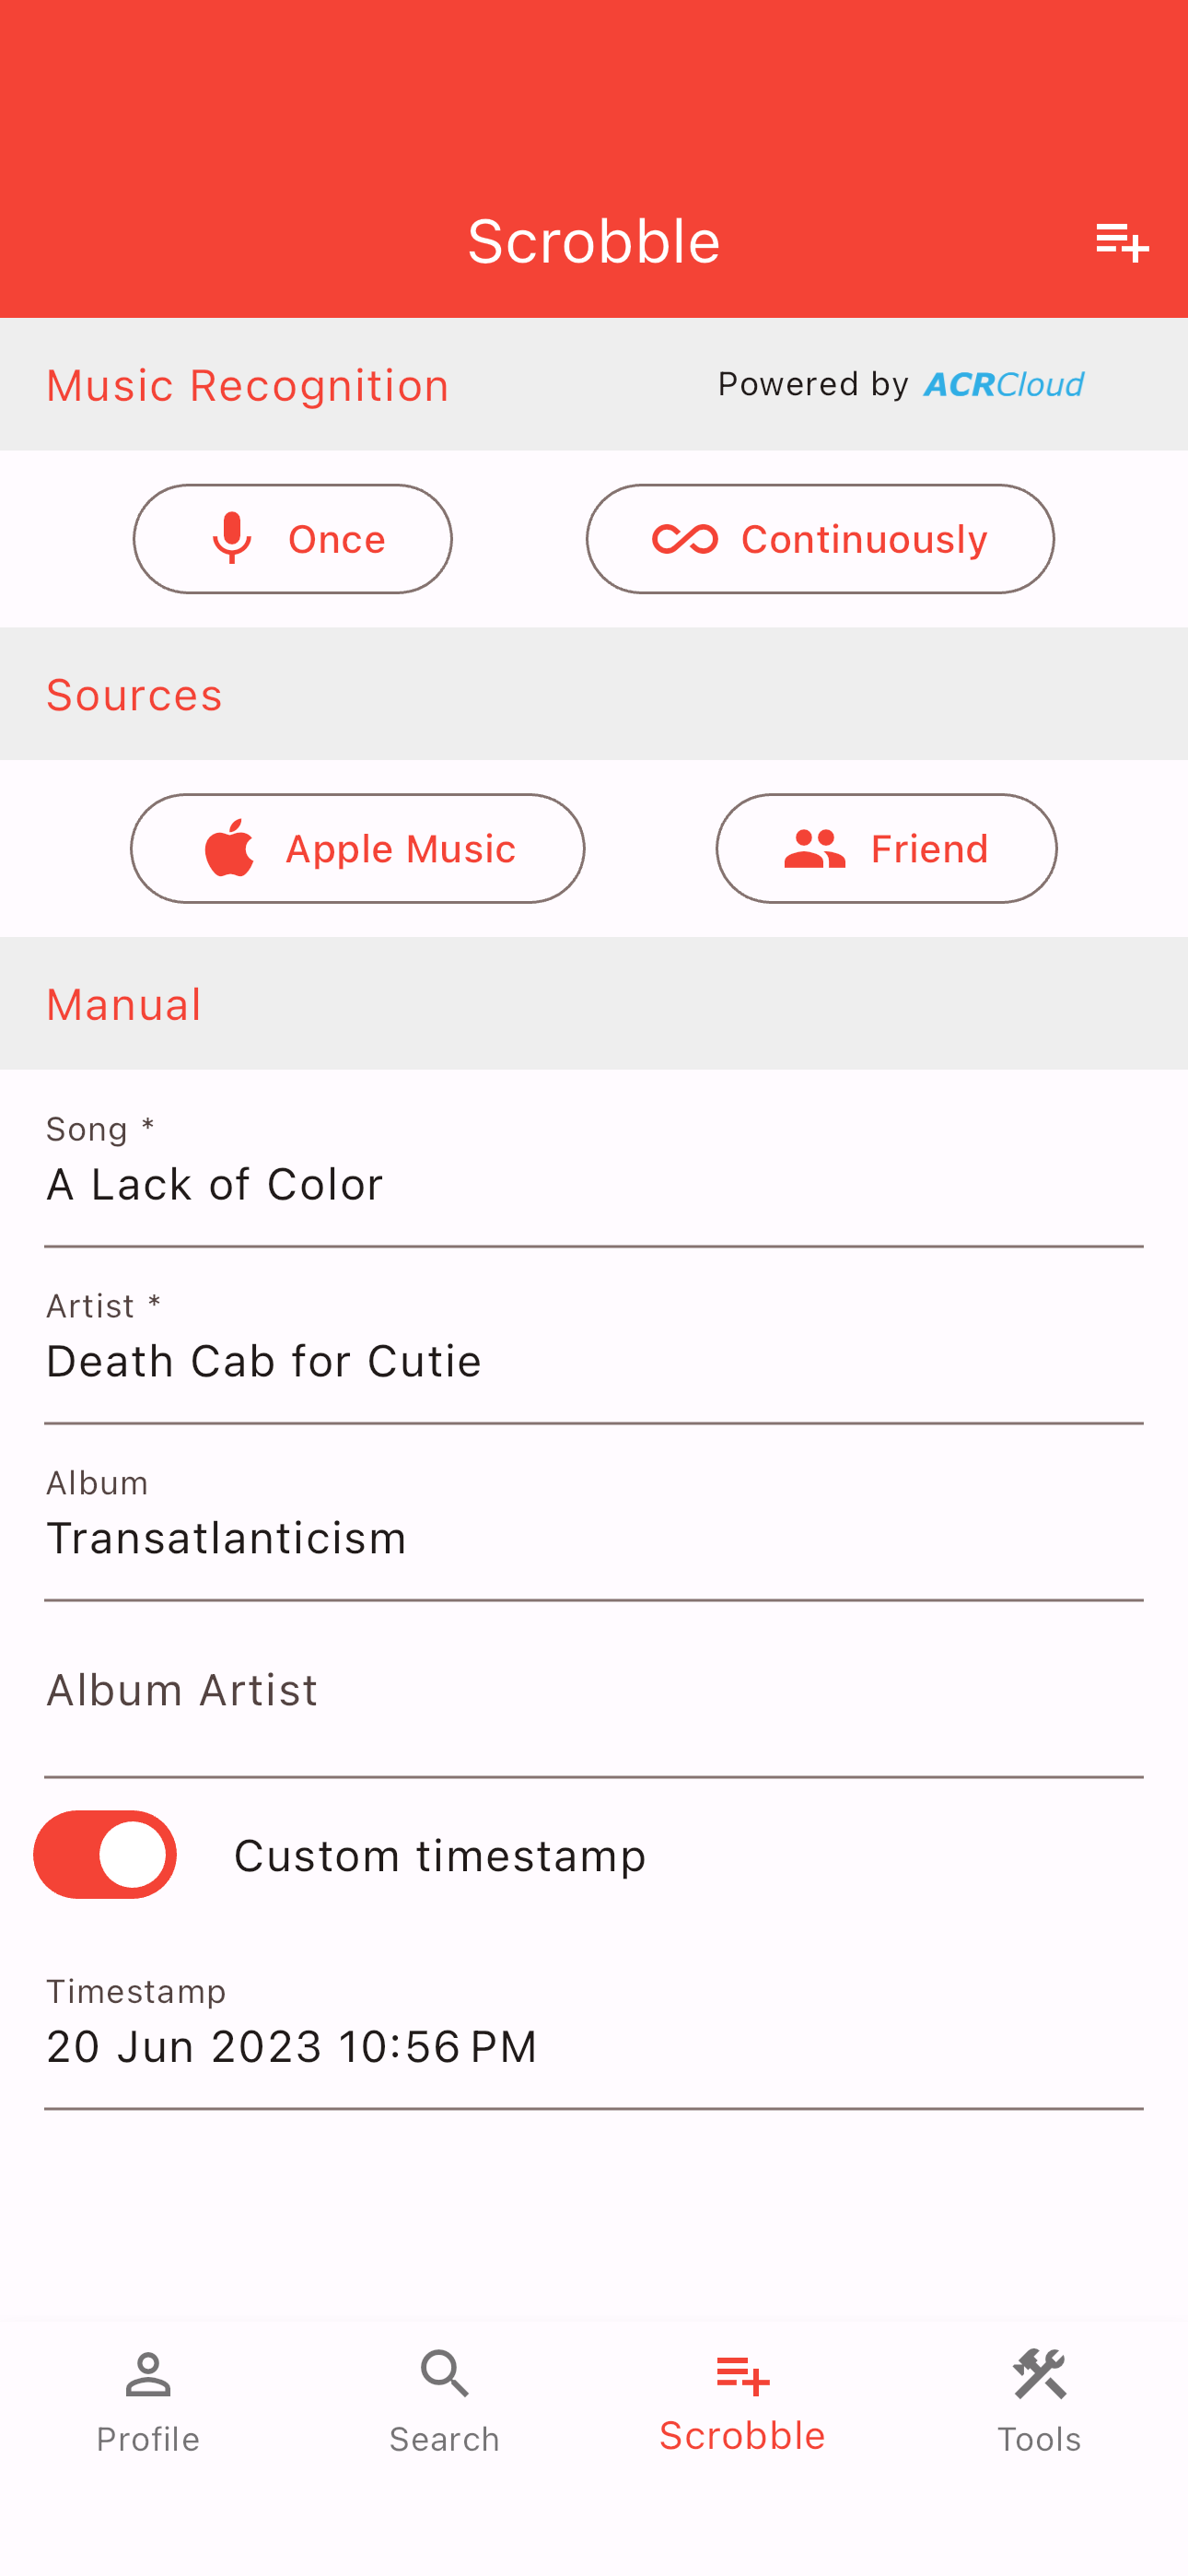 Scrobble
Music Recognition
Powered by ACRCloud
Once
Continuously
Sources
Apple Music
Friend
Manual
Song *
A Lack of Color
Artist *
Death Cab for Cutie
Album
Transatlanticism
Album Artist
Custom timestamp
Timestamp
20 Jun 2023 10:56 PM
Profile
Search
Scrobble
Tools